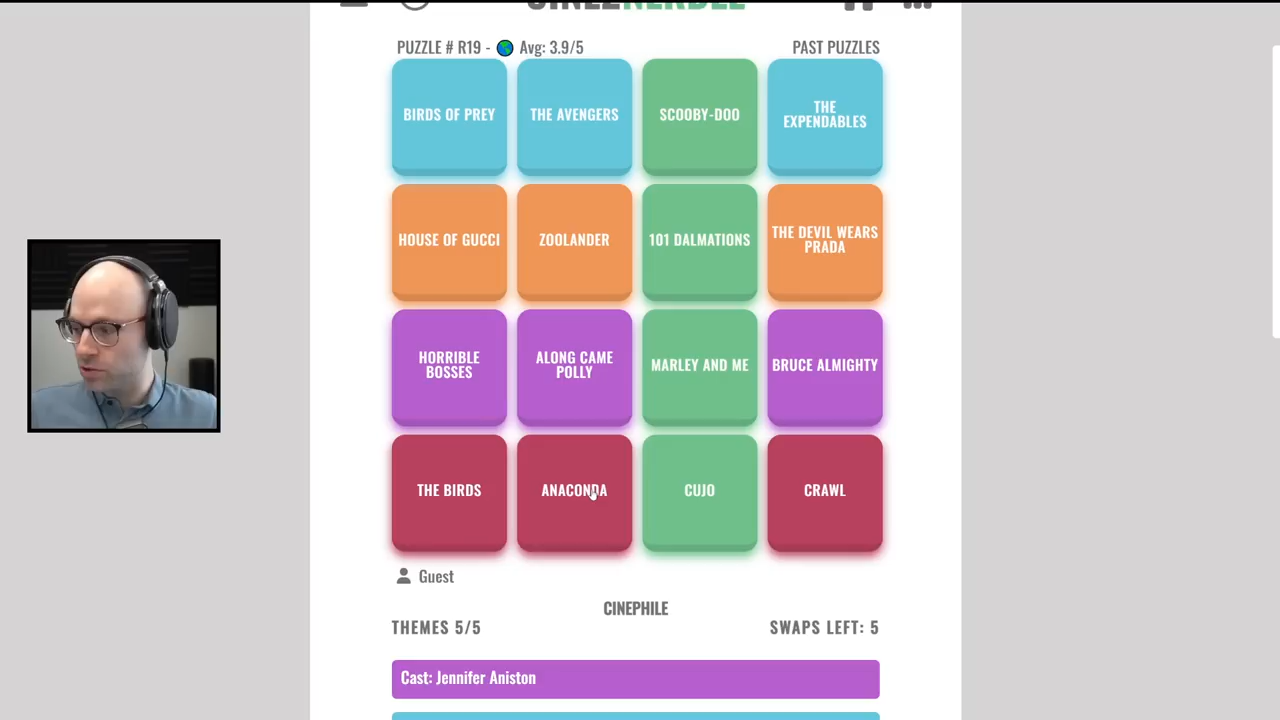 CINENERDLE
PUZZLE # R19 - Avg: 3.9/5
PAST PUZZLES
BIRDS OF PREY
THE AVENGERS
SCOOBY-DOO
THE
EXPENDABLES
HOUSE OF GUCCI
ZOOLANDER
101 DALMATIONS
THE DEVIL WEARS
PRADA
HORRIBLE
BOSSES
ALONG CAME
POLLY
MARLEY AND ME
BRUCE ALMIGHTY
THE BIRDS
ANACONDA
CUJO
CRAWL
Guest
CINEPHILE
THEMES 5/5
SWAPS LEFT: 5
Cast: Jennifer Aniston